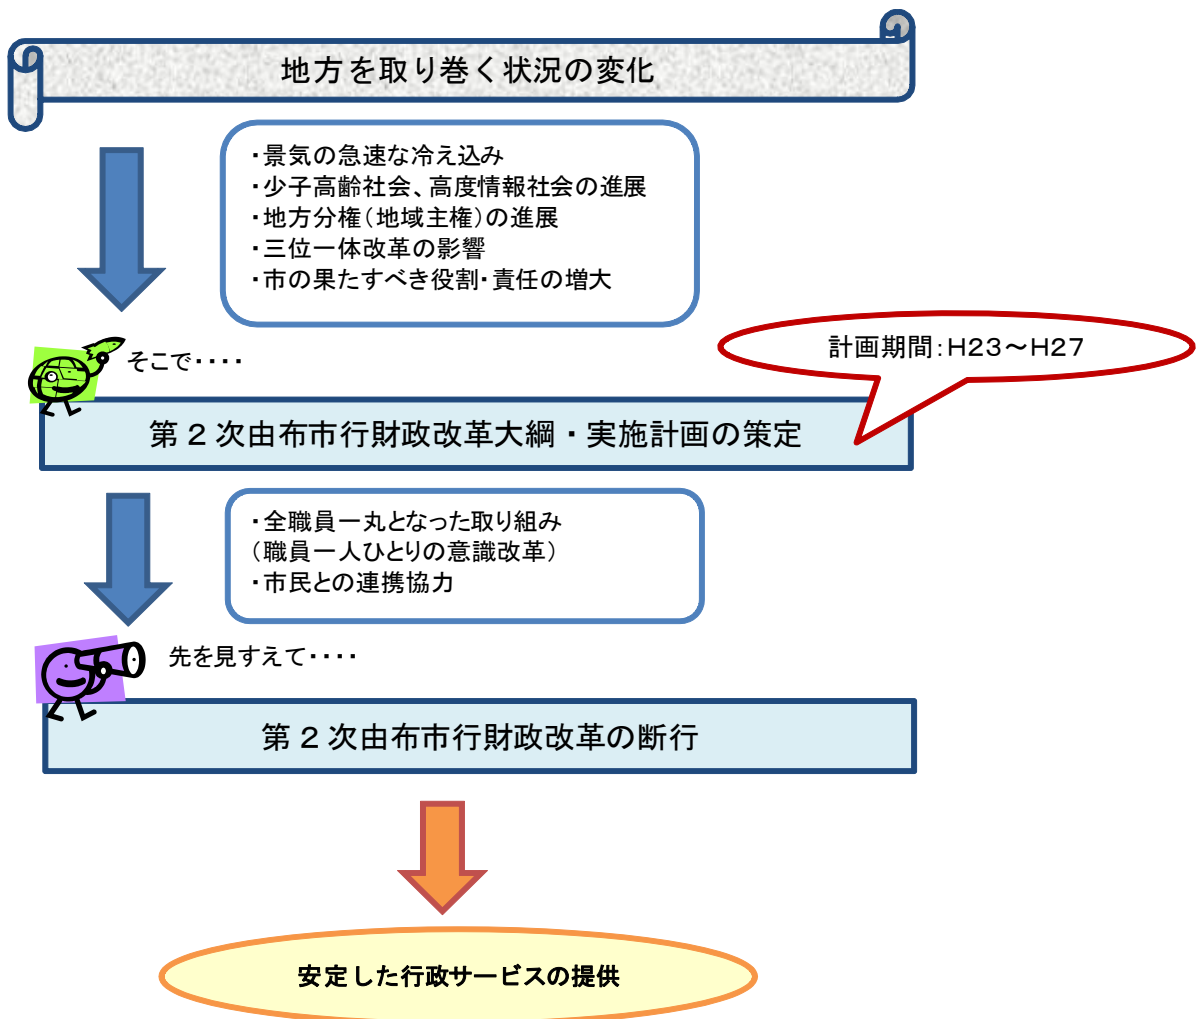 地方を取り巻く状況の変化
・景気の急速な冷え込み
・少子高齢社会、高度情報社会の進展
・地方分権（地域主権）の進展
・三位一体改革の影響
・市の果たすべき役割・責任の増大
そこで・・・・
計画期間：H23～H27
第２次由布市行財政改革大綱・実施計画の策定
・全職員一丸となった取り組み
（職員一人ひとりの意識改革）
・市民との連携協力
先を見すえて・・・・
第２次由布市行財政改革の断行
安定した行政サービスの提供